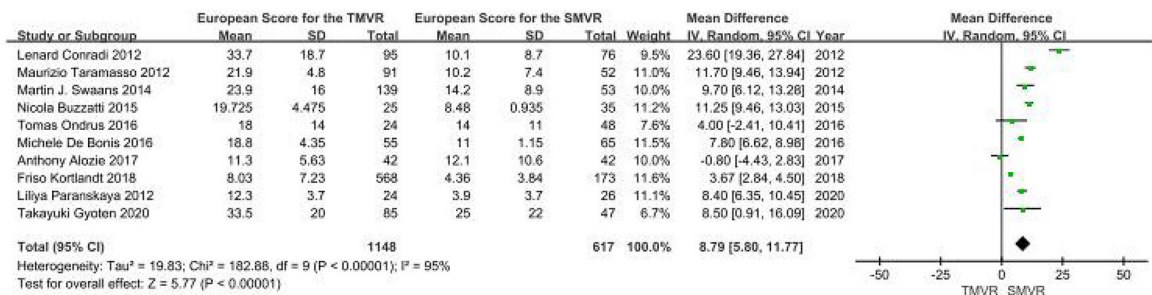 European Score for the TMVR European Score for the SMVR Mean Difference Mean Difference
Study or Subgroup Mean SD Total Mean SD Total Weight IV, Random, 95% CI Year IV, Random, 95% CI
Lenard Conradi 2012 33.7 18.7 95 10.1 8.7 76 9.5% 23.60 [19.36, 27.84] 2012
Maurizio Taramasso 2012 21.9 4.8 91 10.2 7.4 52 11.0% 11.70 [9.46, 13.94] 2012
Martin J. Swaans 2014 23.9 16 139 14.2 8.9 53 10.0% 9.70 [6.12, 13.28] 2014
Nicola Buzzatti 2015 19.725 4.475 25 8.48 0.935 35 11.2% 11.25 [9.46, 13.03] 2015
Tomas Ondrus 2016 18 14 24 14 11 48 7.6% 4.00 [-2.41, 10.41] 2016
Michele De Bonis 2016 18.8 4.35 55 11 1.15 65 11.5% 7.80 [6.62, 8.98] 2016
Anthony Alozie 2017 11.3 5.63 42 12.1 10.6 42 10.0% -0.80 [-4.43, 2.83] 2017
Friso Kortlandt 2018 8.03 7.23 568 4.36 3.84 173 11.6% 3.67 [2.84, 4.50] 2018
Liliya Paranskaya 2012 12.3 3.7 24 3.9 3.7 26 11.1% 8.40 [6.35, 10.45] 2020
Takayuki Gyoten 2020 33.5 20 85 25 22 47 6.7% 8.50 [0.91, 16.09] 2020
Total (95% CI) 1148 617 100.0% 8.79 [5.80, 11.77]
Heterogeneity: Tau² = 19.83; Chi² = 182.88, df = 9 (P < 0.00001); I² = 95%
Test for overall effect: Z = 5.77 (P < 0.00001)
-50 -25 0 25 50
TMVR SMVR